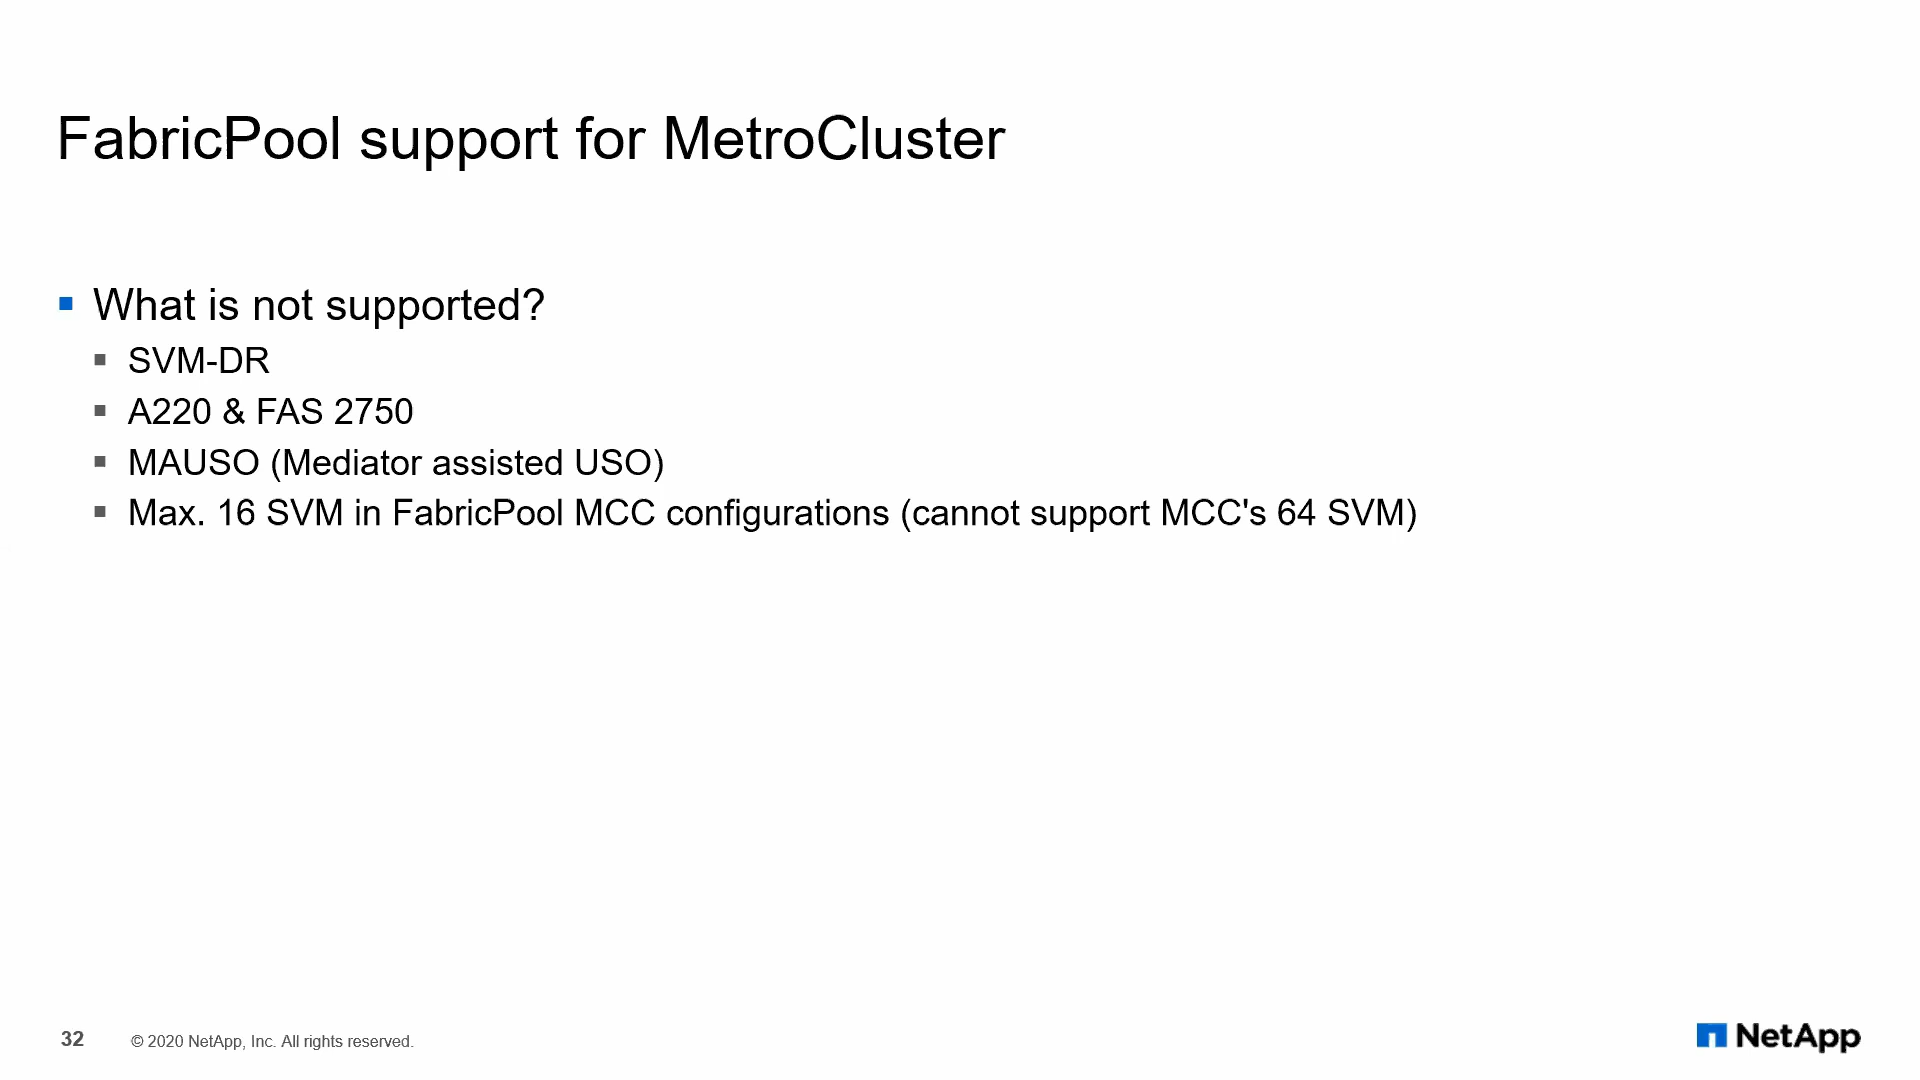 FabricPool support for MetroCluster
What is not supported?
SVM-DR
A220 & FAS 2750
MAUSO (Mediator assisted USO)
Max. 16 SVM in FabricPool MCC configurations (cannot support MCC's 64 SVM)
32 © 2020 NetApp, Inc. All rights reserved.
NetApp